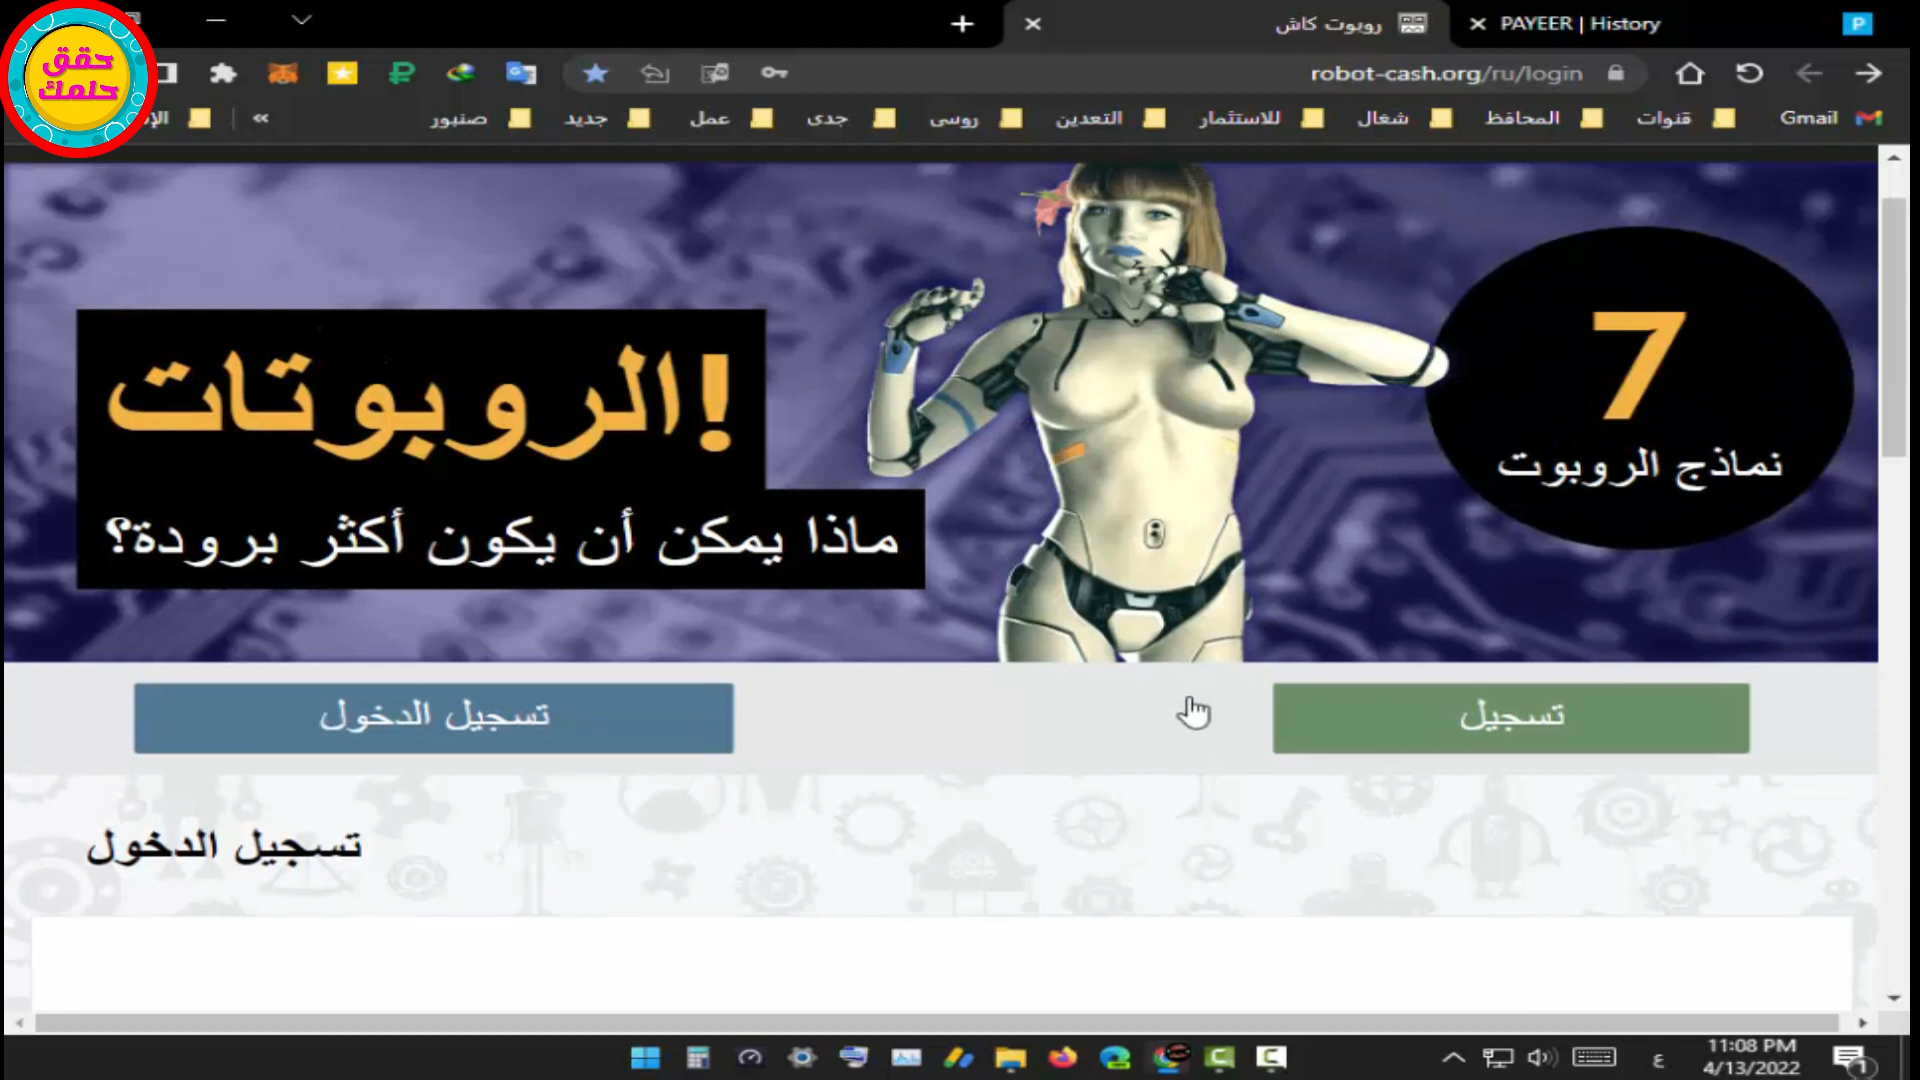 حقق
حلمك
روبوت كاش
PAYEER | History
P
robot-cash.org/ru/login
Gmail
قنوات
المحافظ
شغال
للاستثمار
التعدين
روسى
جدى
عمل
جديد
صنبور
»
!الروبوتات
ماذا يمكن أن يكون أكثر برودة؟
7
نماذج الروبوت
تسجيل الدخول
تسجيل
تسجيل الدخول
ع
11:08 PM
4/13/2022
1